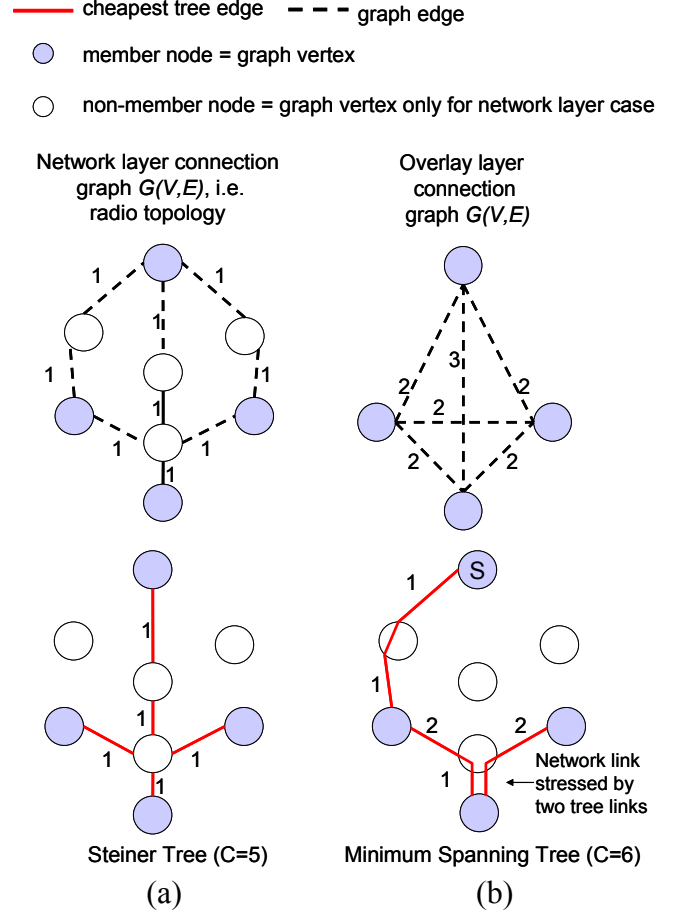 cheapest tree edge
graph edge
member node = graph vertex
non-member node = graph vertex only for network layer case
Network layer connection
graph G(V,E), i.e.
radio topology
Overlay layer
connection
graph G(V,E)
1
1
1
1
1
1
1
1
1
3
2
2
2
2
2
S
1
1
2
2
1
Network link
stressed by
two tree links
1
1
1
1
1
Steiner Tree (C=5)
Minimum Spanning Tree (C=6)
(a)
(b)